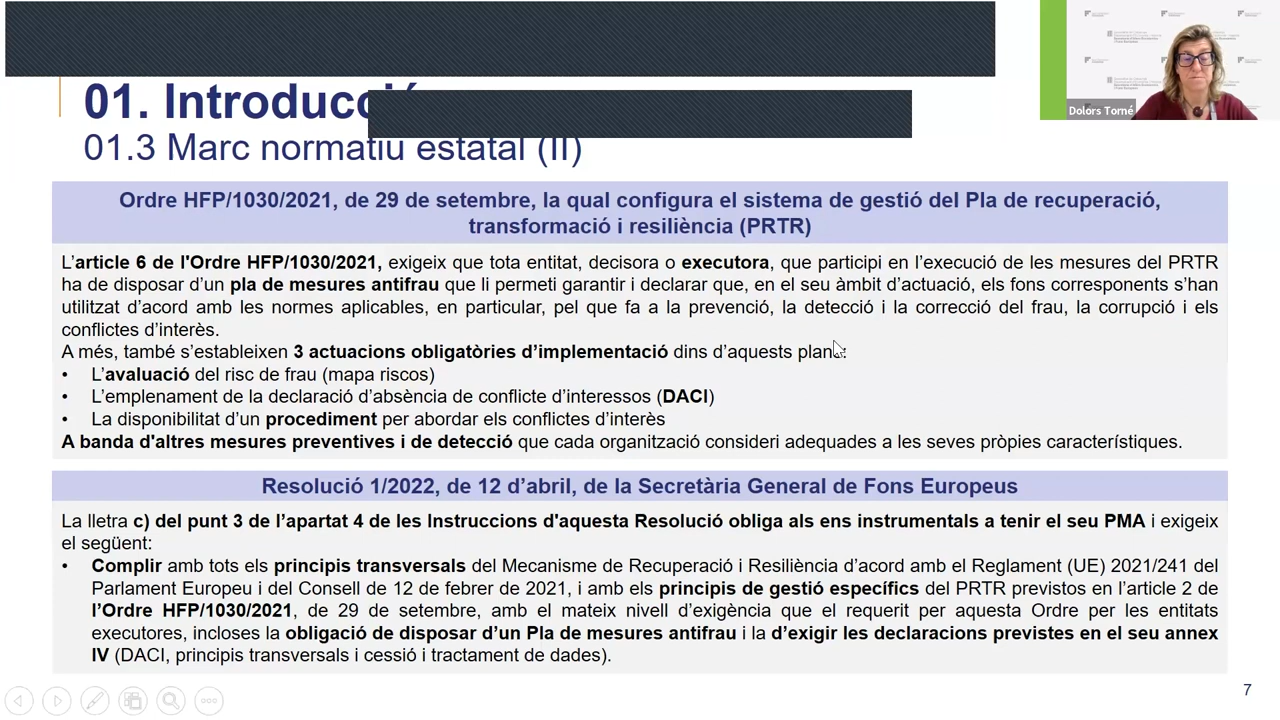 Dolors Tomé
01. Introducció
01.3 Marc normatiu estatal (II)
Ordre HFP/1030/2021, de 29 de setembre, la qual configura el sistema de gestió del Pla de recuperació,
transformació i resiliència (PRTR)
L’article 6 de l'Ordre HFP/1030/2021, exigeix que tota entitat, decisora o executora, que participi en l’execució de les mesures del PRTR
ha de disposar d’un pla de mesures antifrau que li permeti garantir i declarar que, en el seu àmbit d’actuació, els fons corresponents s’han
utilitzat d’acord amb les normes aplicables, en particular, pel que fa a la prevenció, la detecció i la correcció del frau, la corrupció i els
conflictes d’interès.
A més, també s’estableixen 3 actuacions obligatòries d’implementació dins d’aquests plans:
• L’avaluació del risc de frau (mapa riscos)
• L’emplenament de la declaració d’absència de conflicte d’interessos (DACI)
• La disponibilitat d’un procediment per abordar els conflictes d’interès
A banda d'altres mesures preventives i de detecció que cada organització consideri adequades a les seves pròpies característiques.
Resolució 1/2022, de 12 d’abril, de la Secretària General de Fons Europeus
La lletra c) del punt 3 de l’apartat 4 de les Instruccions d'aquesta Resolució obliga als ens instrumentals a tenir el seu PMA i exigeix
el següent:
• Complir amb tots els principis transversals del Mecanisme de Recuperació i Resiliència d’acord amb el Reglament (UE) 2021/241 del
Parlament Europeu i del Consell de 12 de febrer de 2021, i amb els principis de gestió específics del PRTR previstos en l’article 2 de
l’Ordre HFP/1030/2021, de 29 de setembre, amb el mateix nivell d’exigència que el requerit per aquesta Ordre per les entitats
executores, incloses la obligació de disposar d’un Pla de mesures antifrau i la d’exigir les declaracions previstes en el seu annex
IV (DACI, principis transversals i cessió i tractament de dades).
7